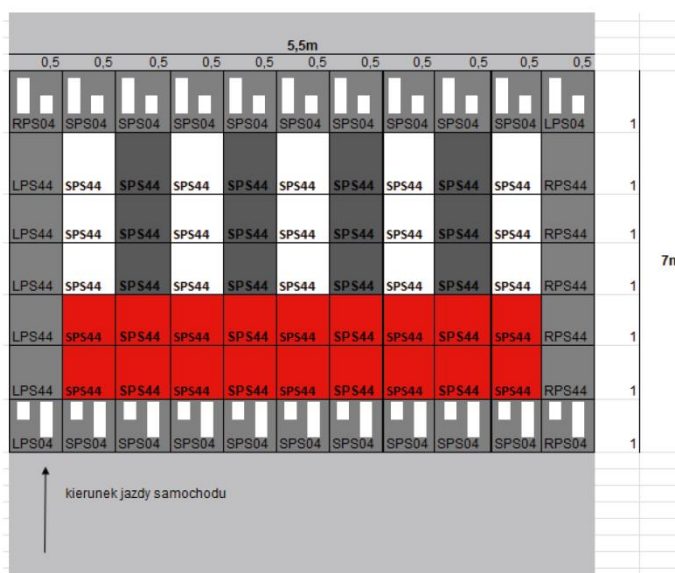 5,5m
0,5 0,5 0,5 0,5 0,5 0,5 0,5 0,5 0,5 0,5 0,5
RPS04 SPS04 SPS04 SPS04 SPS04 SPS04 SPS04 SPS04 SPS04 SPS04 LPS04 1
LPS44 SPS44 SPS44 SPS44 SPS44 SPS44 SPS44 SPS44 SPS44 SPS44 RPS44 1
LPS44 SPS44 SPS44 SPS44 SPS44 SPS44 SPS44 SPS44 SPS44 SPS44 RPS44 1
7m
LPS44 SPS44 SPS44 SPS44 SPS44 SPS44 SPS44 SPS44 SPS44 SPS44 RPS44 1
LPS44 SPS44 SPS44 SPS44 SPS44 SPS44 SPS44 SPS44 SPS44 SPS44 RPS44 1
LPS44 SPS44 SPS44 SPS44 SPS44 SPS44 SPS44 SPS44 SPS44 SPS44 RPS44 1
LPS04 SPS04 SPS04 SPS04 SPS04 SPS04 SPS04 SPS04 SPS04 SPS04 RPS04 1
kierunek jazdy samochodu